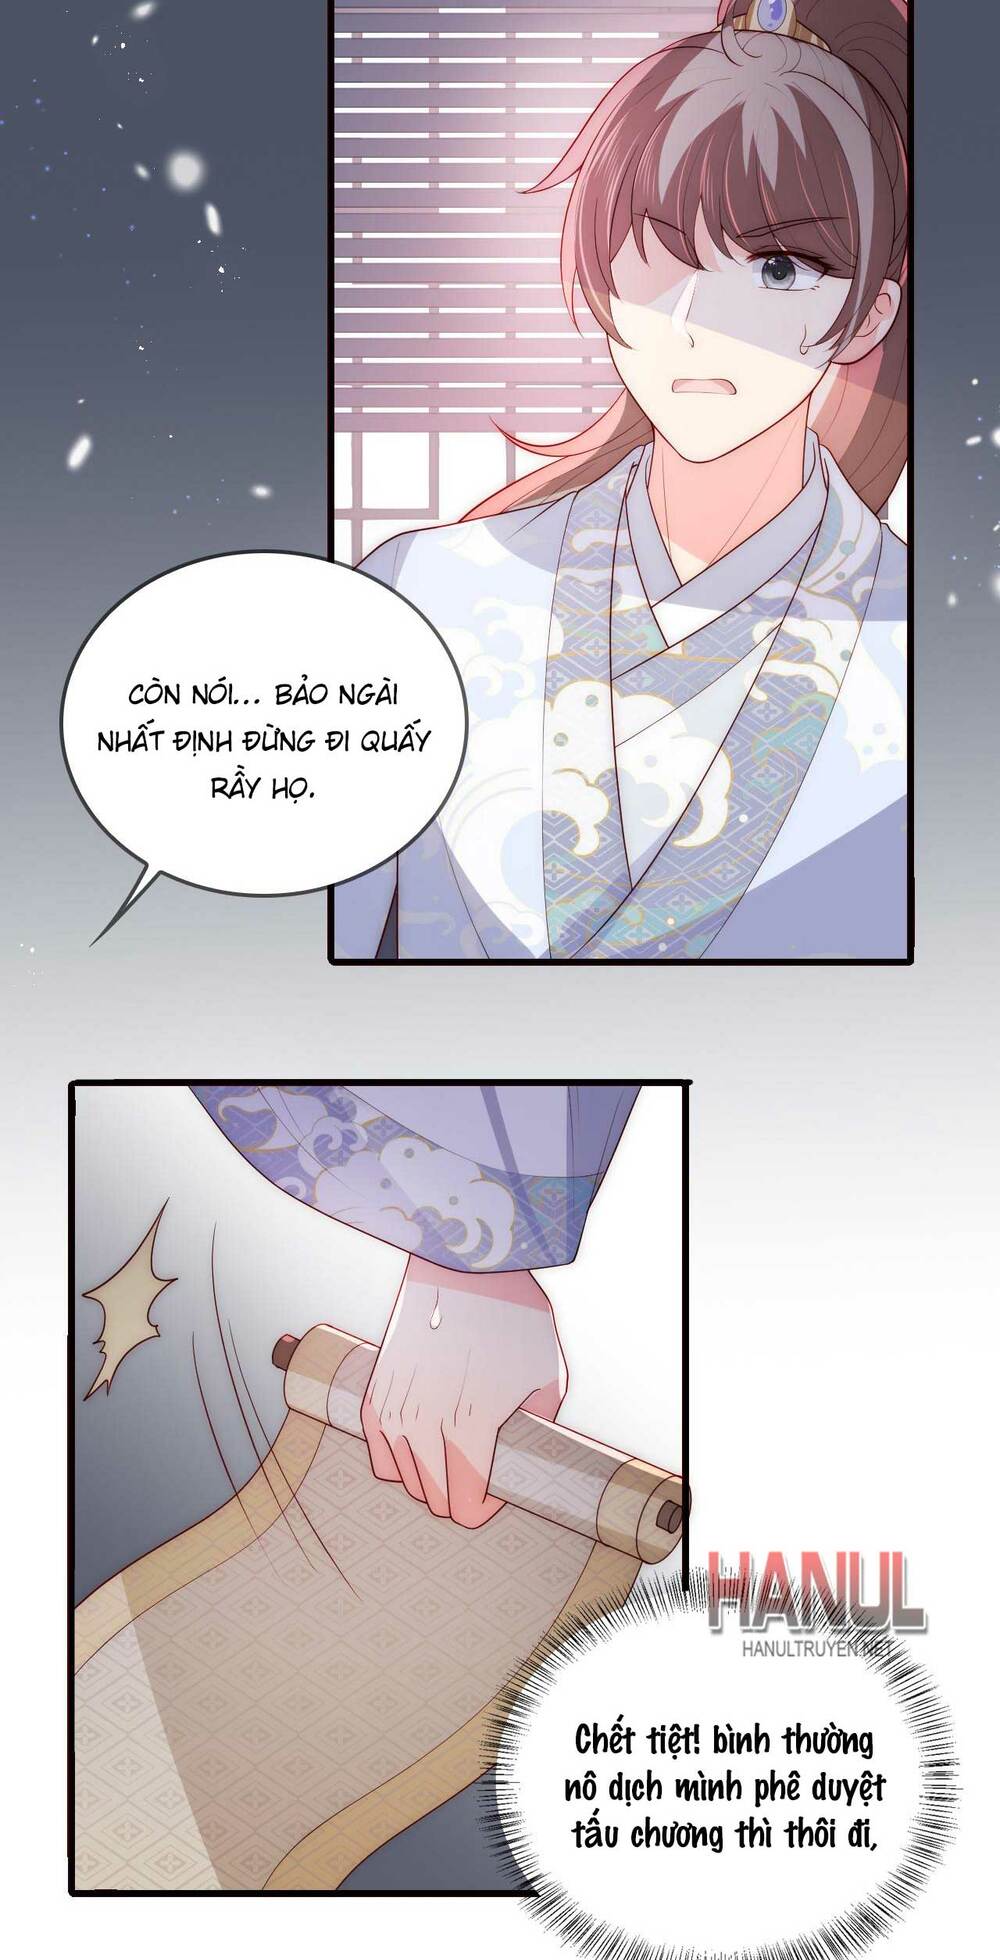 CÒN NÓI... BẢO NGÀI
NHẤT ĐỊNH ĐỪNG ĐI QUẤY
RẦY HỌ.
HANUL
HANULTRUYEN.NET
Chết tiệt! bình thường
nô dịch mình phê duyệt
tấu chương thì thôi đi,